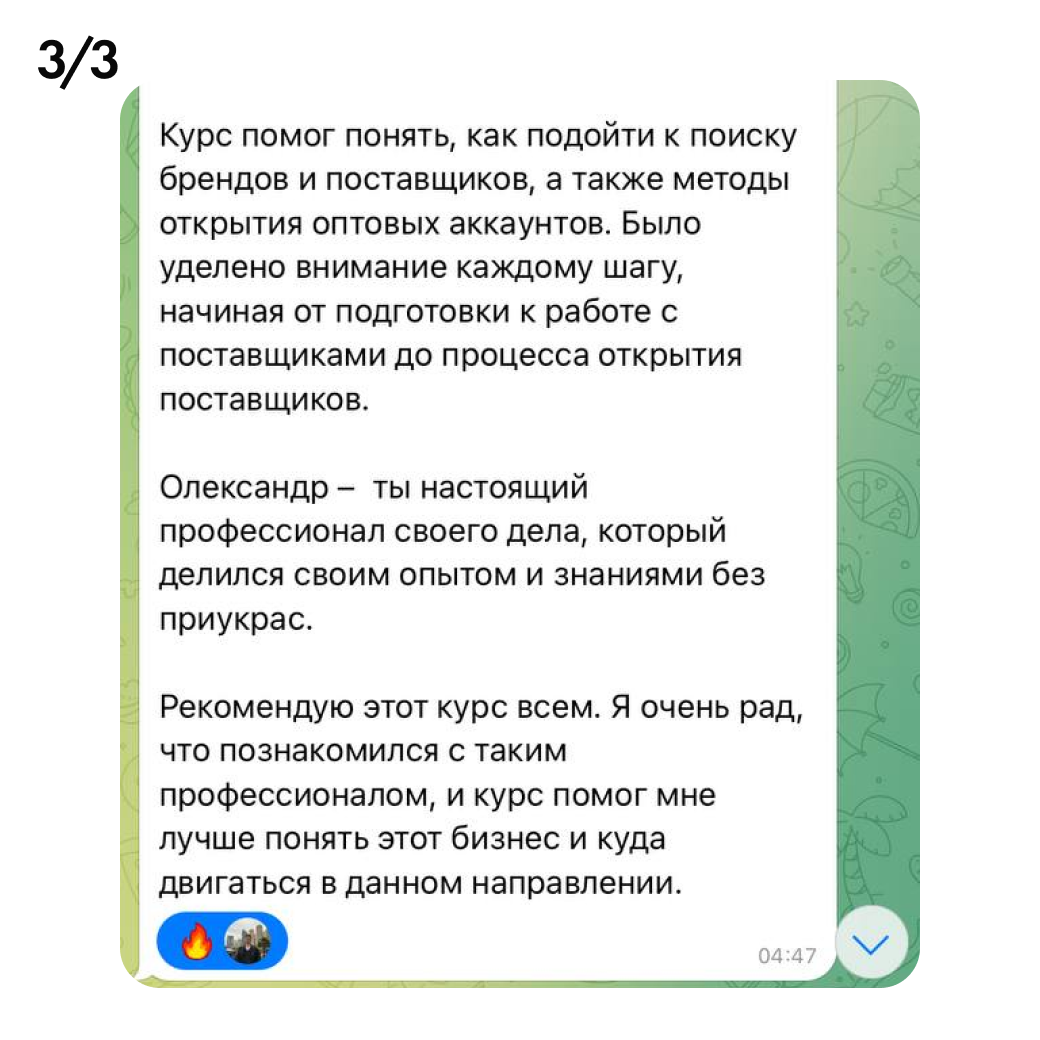 3/3
Курс помог понять, как подойти к поиску
брендов и поставщиков, а также методы
открытия оптовых аккаунтов. Было
уделено внимание каждому шагу,
начиная от подготовки к работе с
поставщиками до процесса открытия
поставщиков.
Олександр –  ты настоящий
профессионал своего дела, который
делился своим опытом и знаниями без
приукрас.
Рекомендую этот курс всем. Я очень рад,
что познакомился с таким
профессионалом, и курс помог мне
лучше понять этот бизнес и куда
двигаться в данном направлении.
04:47